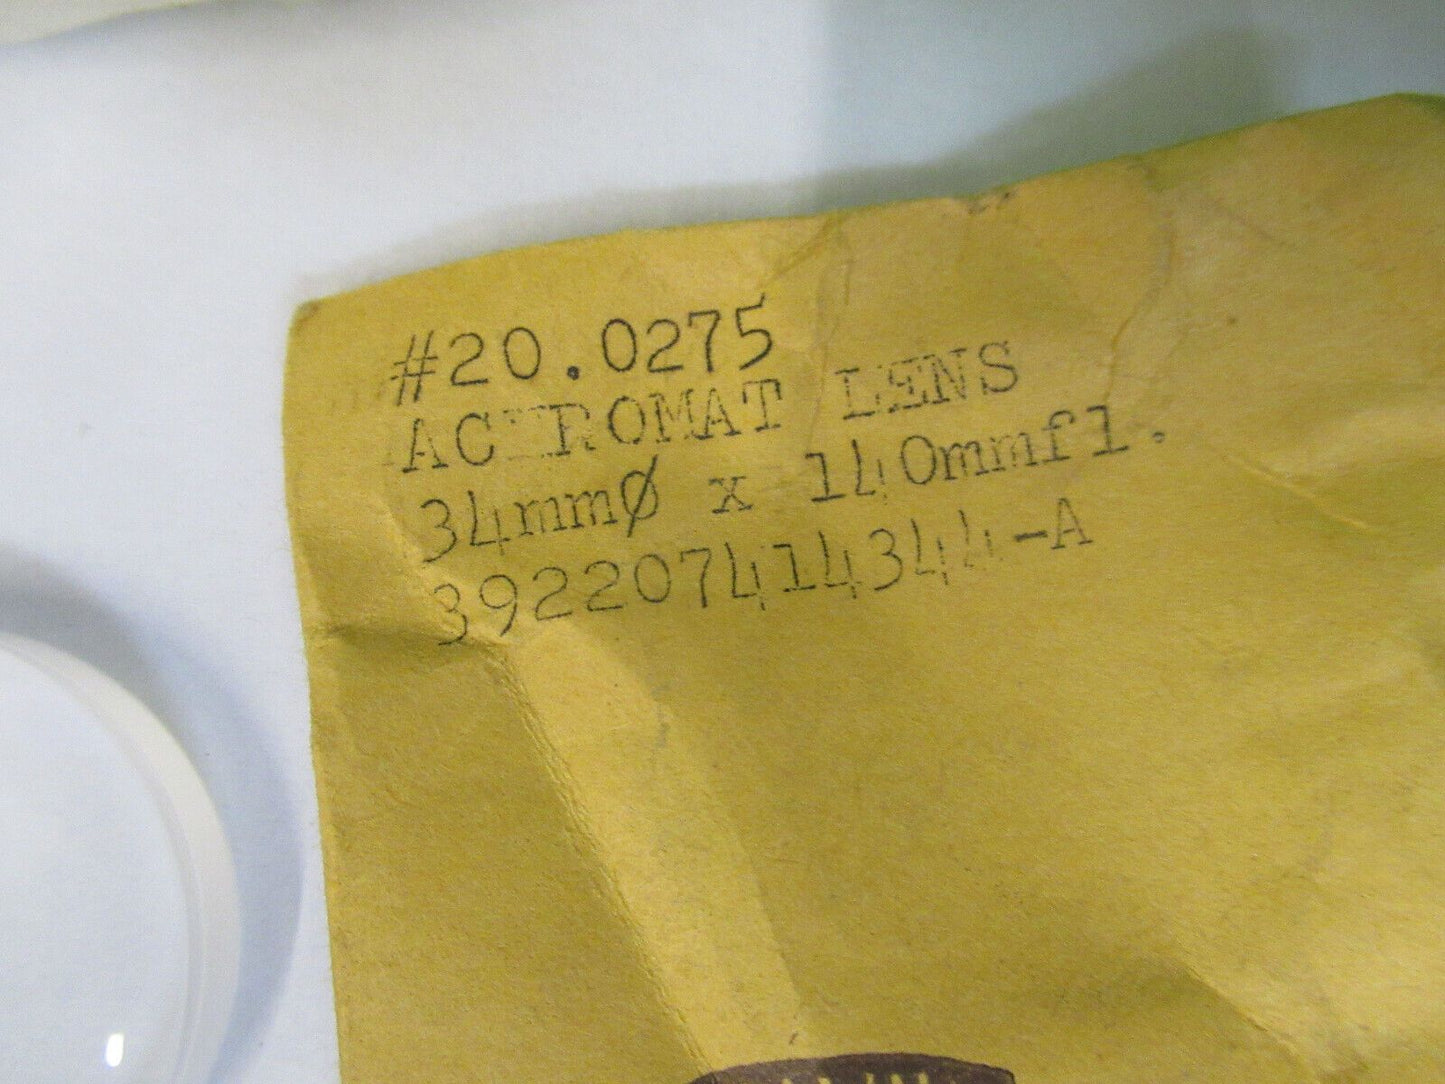 #20.0275
ACHROMAT LENS
34mmØ x 140mmfl.
392207414344-A